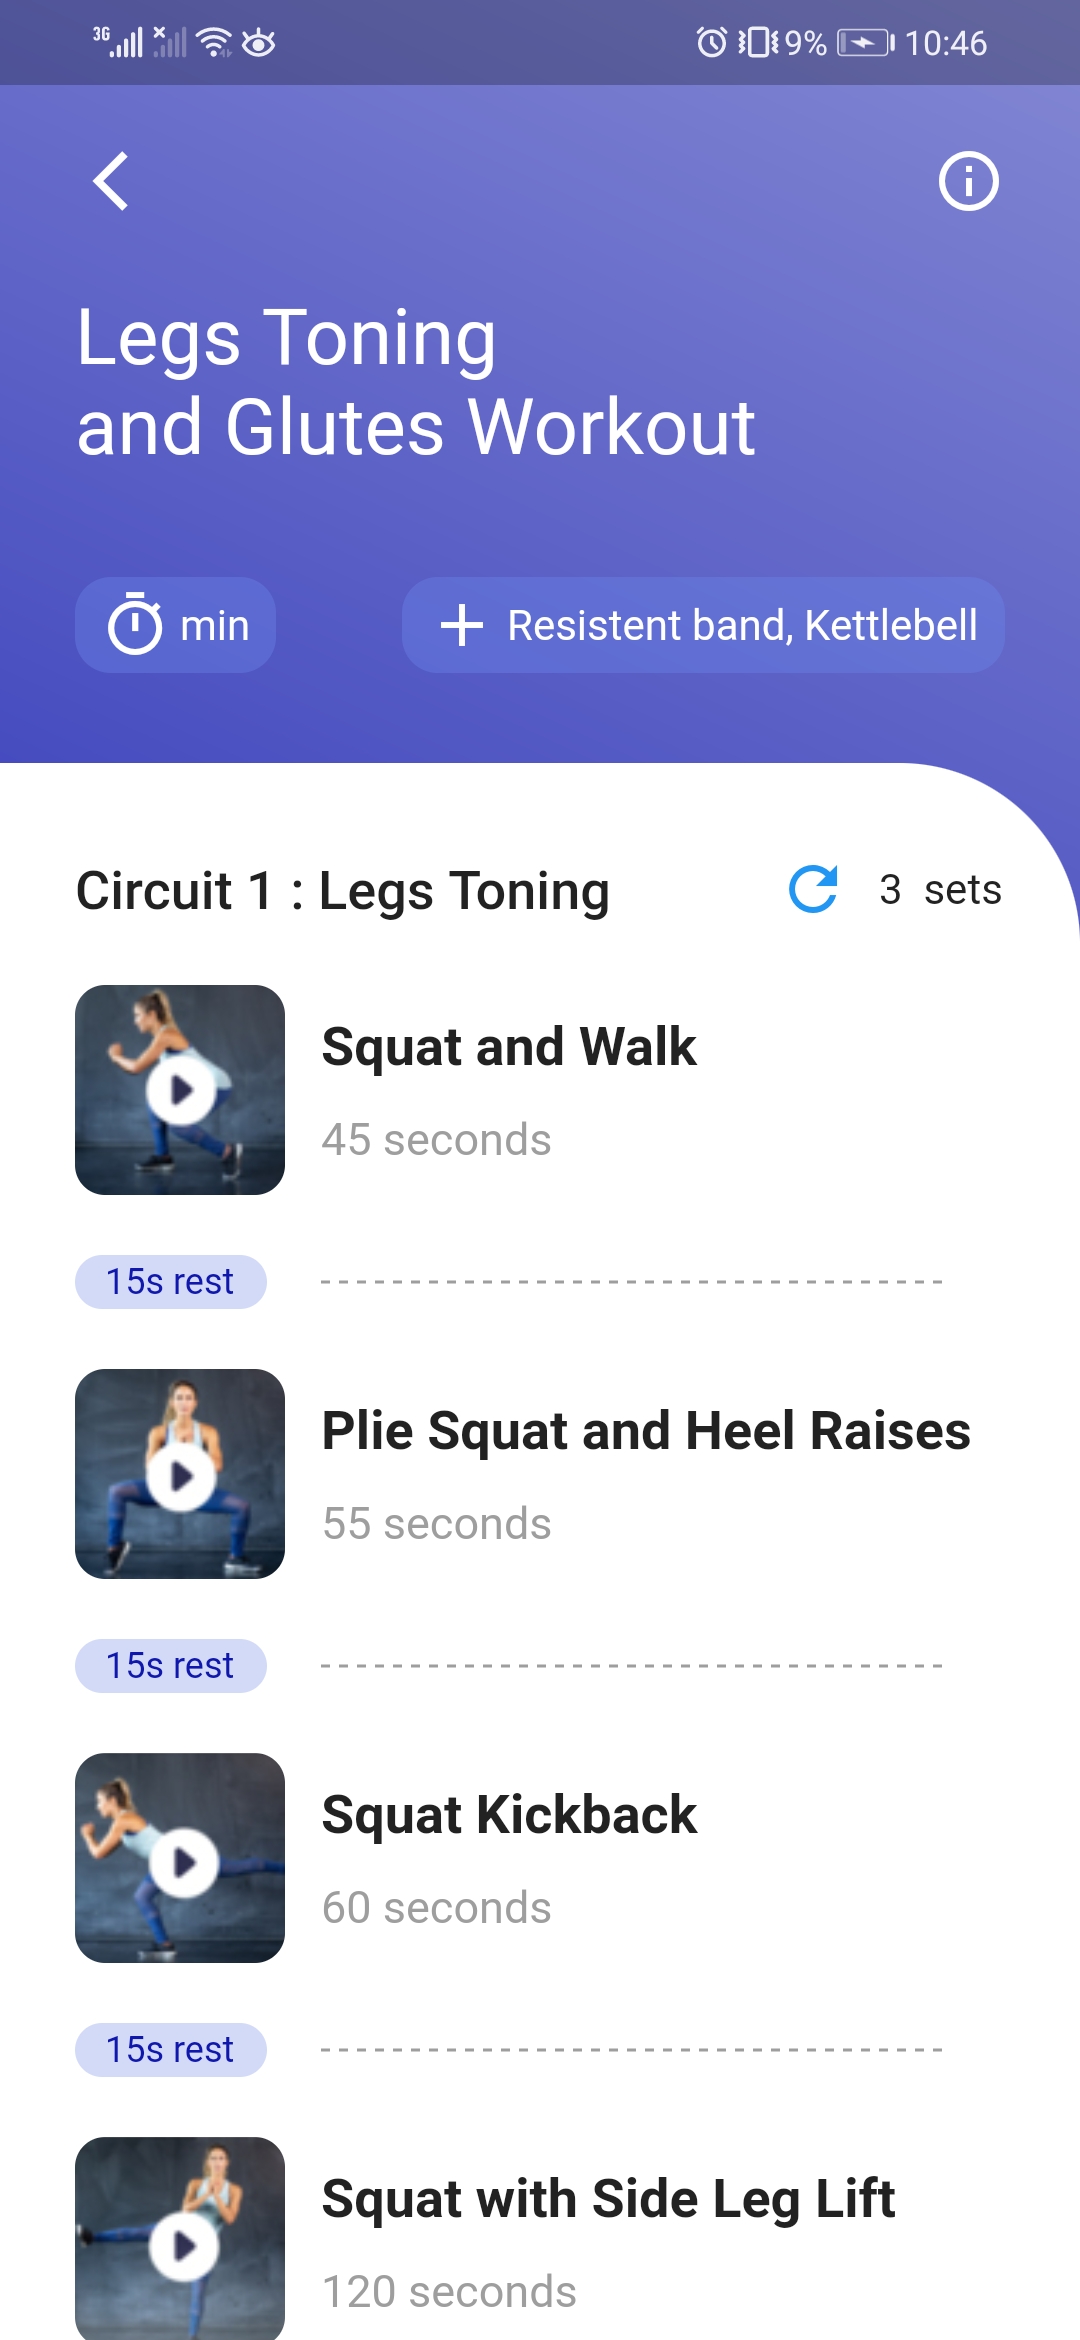 3G 9% 10:46
Legs Toning
and Glutes Workout
min Resistent band, Kettlebell
Circuit 1 : Legs Toning 3 sets
Squat and Walk
45 seconds
15s rest
Plie Squat and Heel Raises
55 seconds
15s rest
Squat Kickback
60 seconds
15s rest
Squat with Side Leg Lift
120 seconds